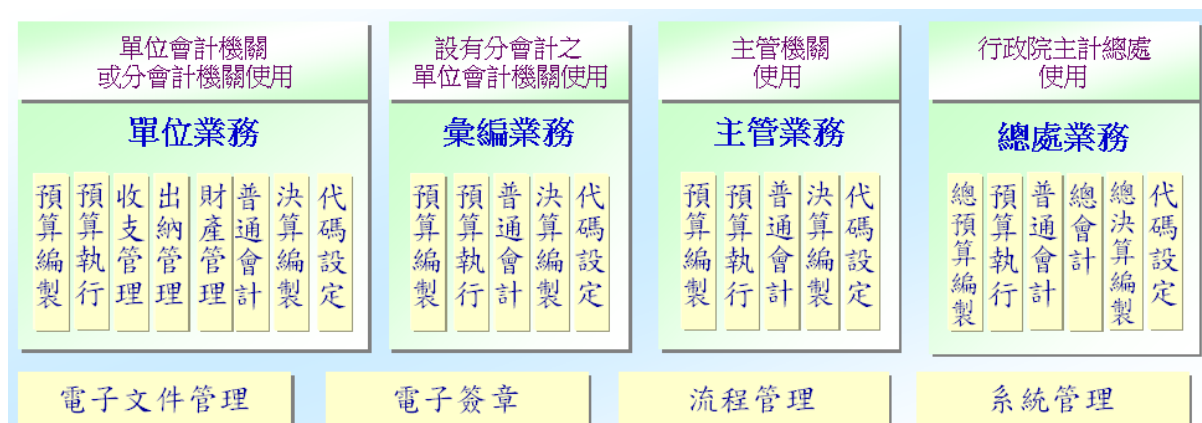 單位會計機關
或分會計機關使用
單位業務
預算編製
預算執行
收支管理
出納管理
財產管理
普通會計
決算編製
代碼設定
設有分會計之
單位會計機關使用
彙編業務
預算編製
預算執行
普通會計
決算編製
代碼設定
主管機關
使用
主管業務
預算編製
預算執行
普通會計
決算編製
代碼設定
行政院主計總處
使用
總處業務
總預算編製
預算執行
普通會計
總會計
總決算編製
代碼設定
電子文件管理
電子簽章
流程管理
系統管理